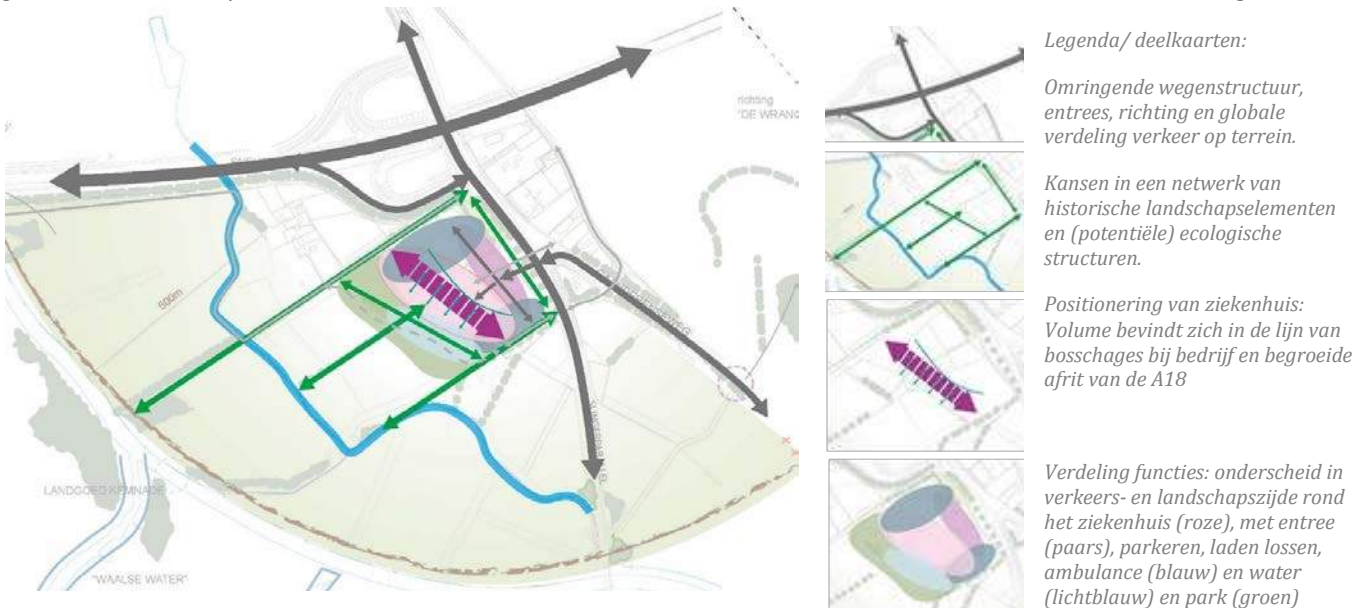 richting
"DE WRANG
600m
LANDGOED KEMNADE
"WAALSE WATER"
Legenda/ deelkaarten:
Omringende wegenstructuur,
entrees, richting en globale
verdeling verkeer op terrein.
Kansen in een netwerk van
historische landschapselementen
en (potentiële) ecologische
structuren.
Positionering van ziekenhuis:
Volume bevindt zich in de lijn van
bosschages bij bedrijf en begroeide
afrit van de A18
Verdeling functies: onderscheid in
verkeers- en landschapszijde rond
het ziekenhuis (roze), met entree
(paars), parkeren, laden lossen,
ambulance (blauw) en water
(lichtblauw) en park (groen)